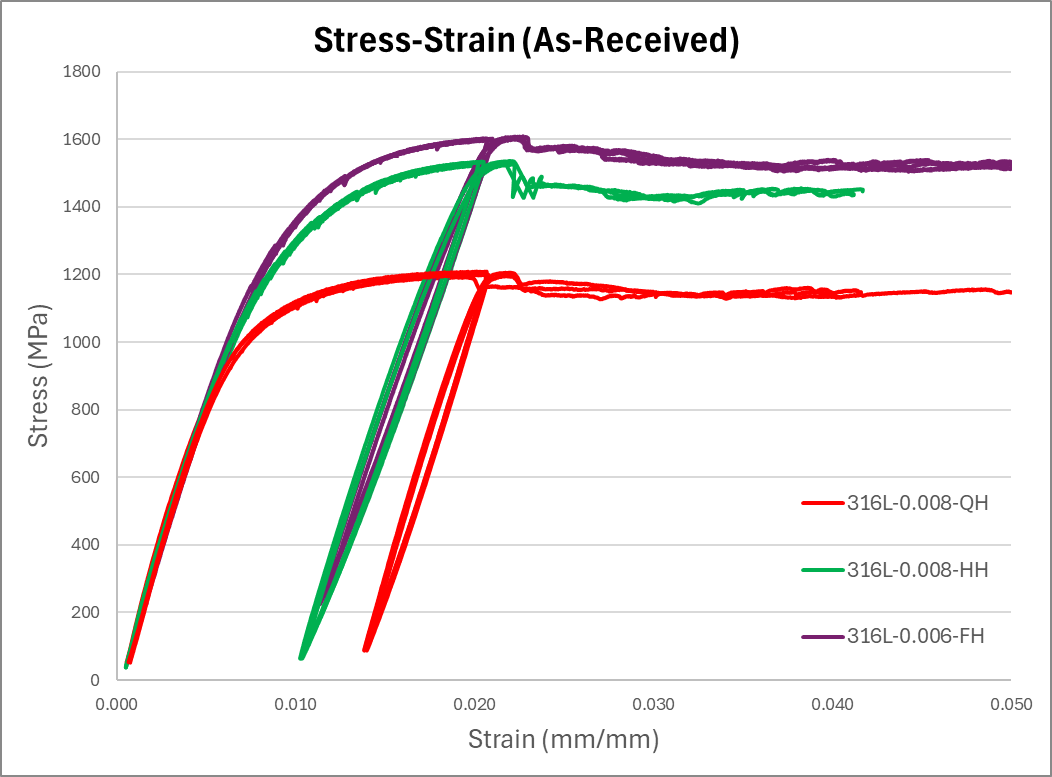 Stress-Strain (As-Received)
1800
1600
1400
1200
1000
800
600
400
200
0
Stress (MPa)
0.000 0.010 0.020 0.030 0.040 0.050
Strain (mm/mm)
316L-0.008-QH
316L-0.008-HH
316L-0.006-FH